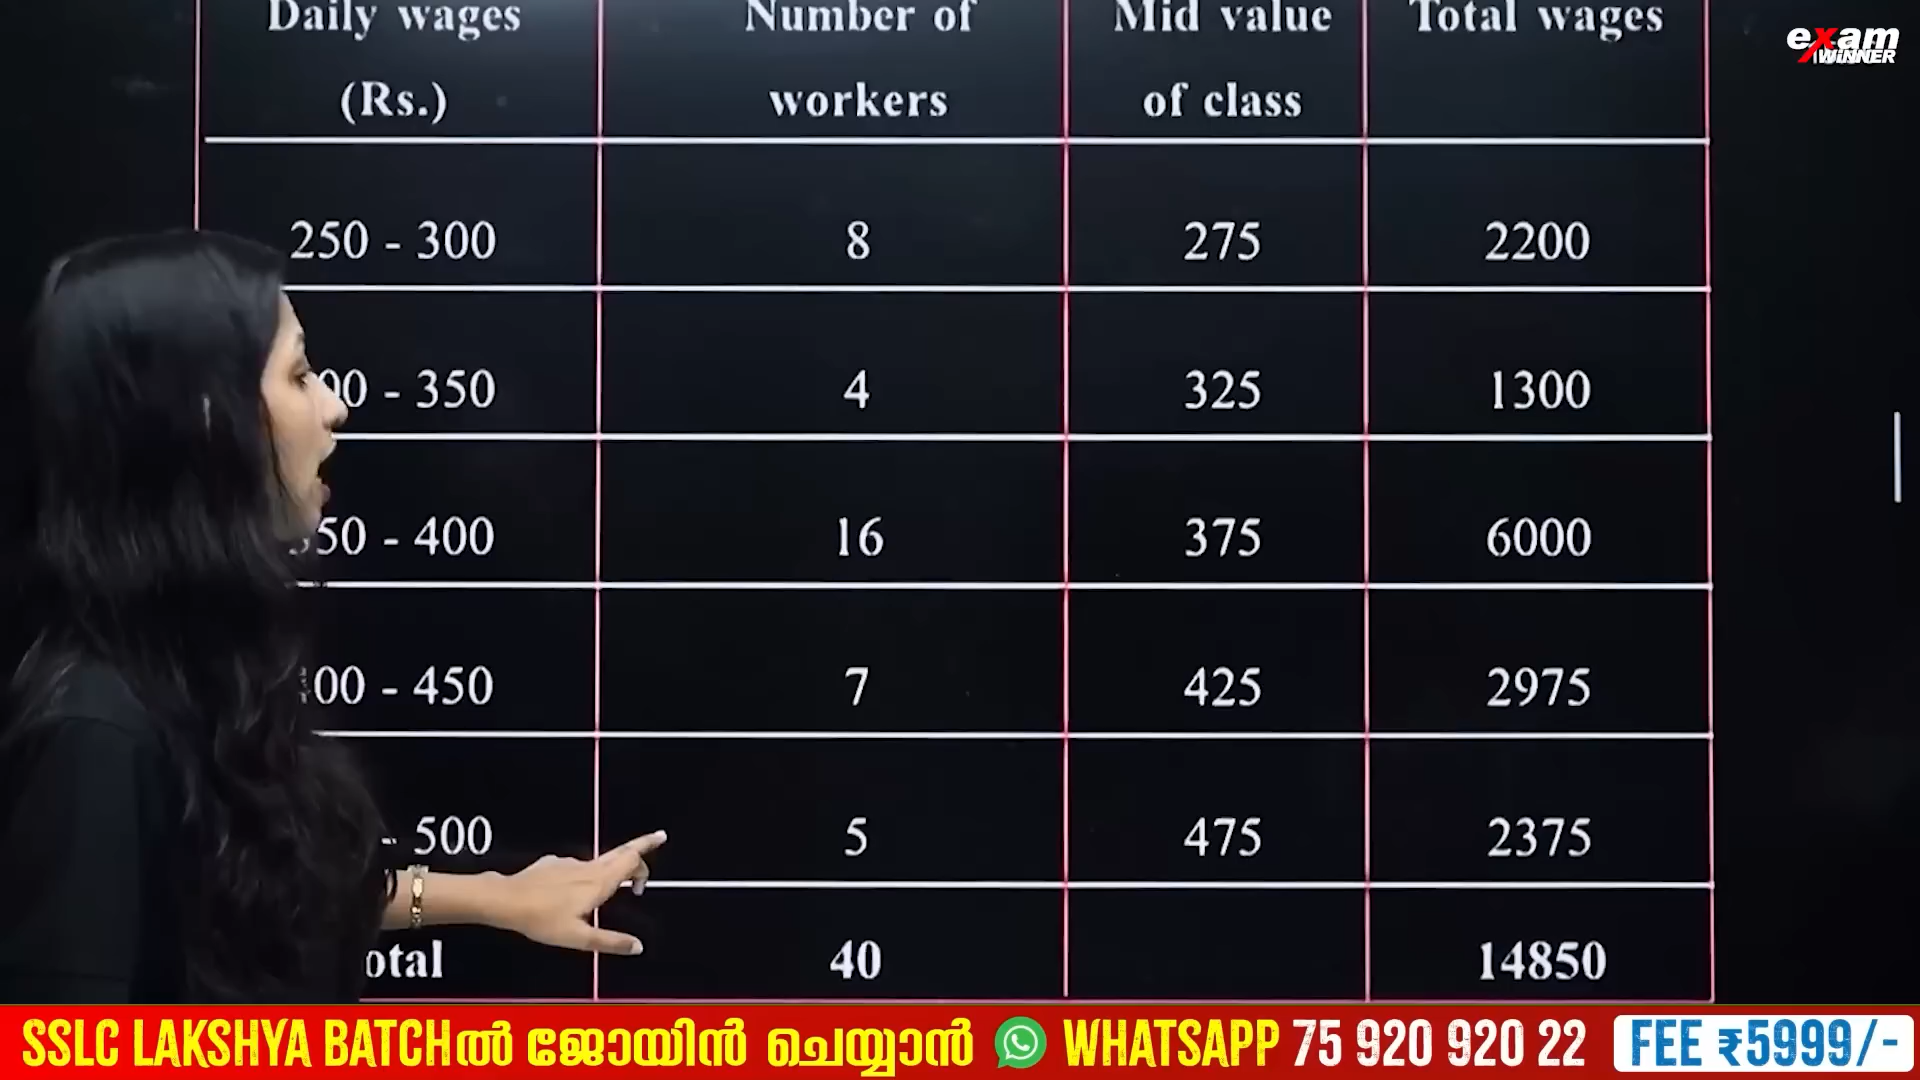 Daily wages Number of Mid value Total wages
(Rs.) workers of class
250 - 300 8 275 2200
- 350 4 325 1300
- 400 16 375 6000
- 450 7 425 2975
- 500 5 475 2375
40 14850
exam
WINNER
SSLC LAKSHYA BATCHൽ ജോയിൻ ചെയ്യാൻ WHATSAPP 75 920 920 22 FEE ₹5999/-